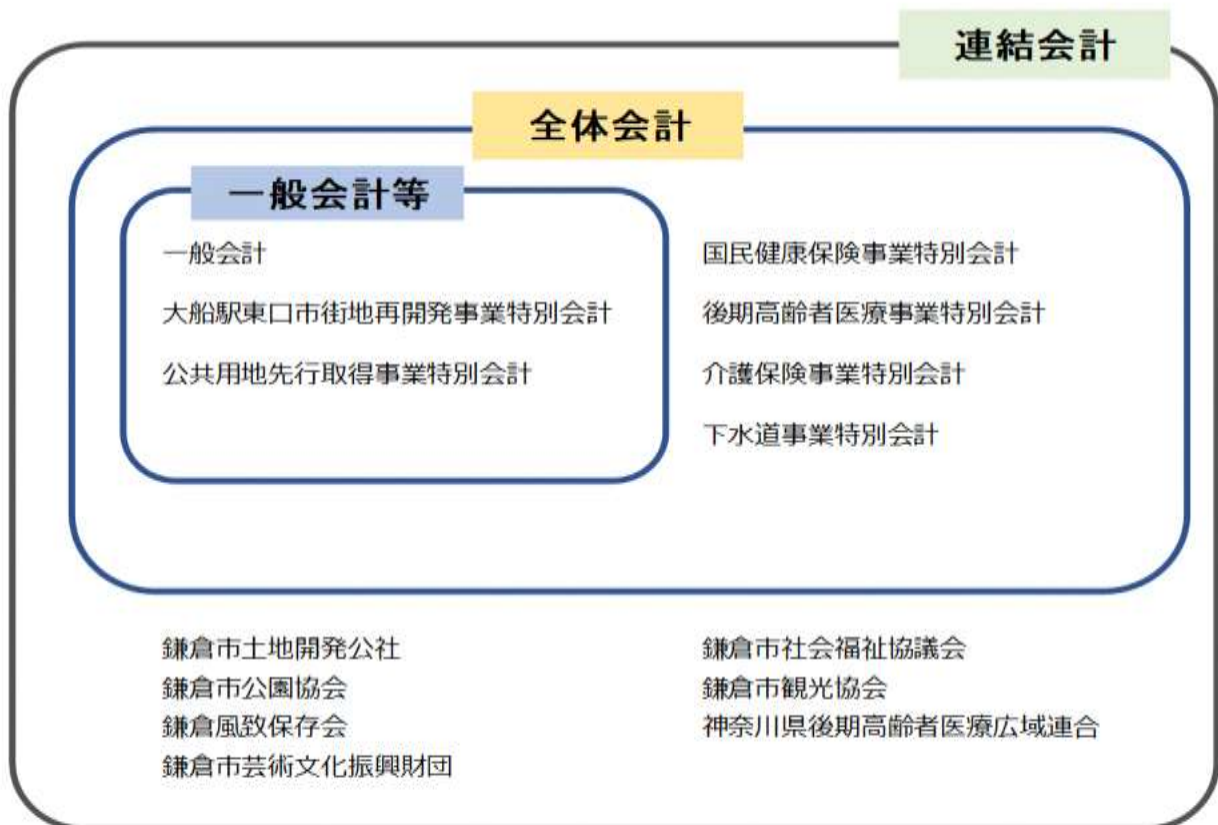 連結会計
全体会計
一般会計等
一般会計
大船駅東口市街地再開発事業特別会計
公共用地先行取得事業特別会計
国民健康保険事業特別会計
後期高齢者医療事業特別会計
介護保険事業特別会計
下水道事業特別会計
鎌倉市土地開発公社
鎌倉市公園協会
鎌倉風致保存会
鎌倉市芸術文化振興財団
鎌倉市社会福祉協議会
鎌倉市観光協会
神奈川県後期高齢者医療広域連合